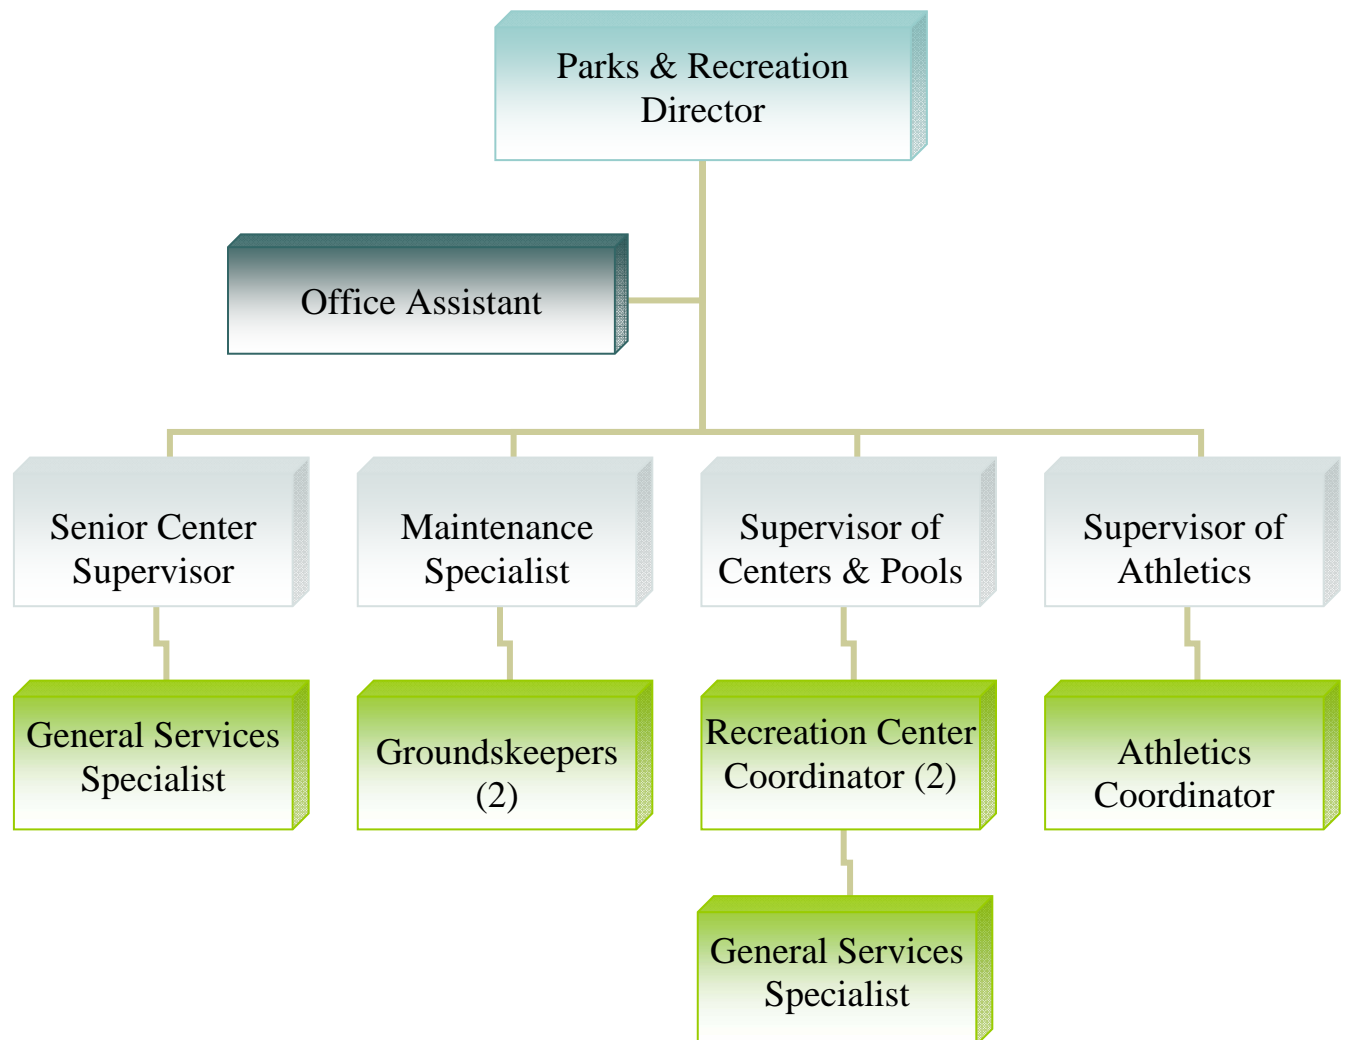 Parks & Recreation
Director
Office Assistant
Senior Center
Supervisor
Maintenance
Specialist
Supervisor of
Centers & Pools
Supervisor of
Athletics
General Services
Specialist
Groundskeepers
(2)
Recreation Center
Coordinator (2)
Athletics
Coordinator
General Services
Specialist